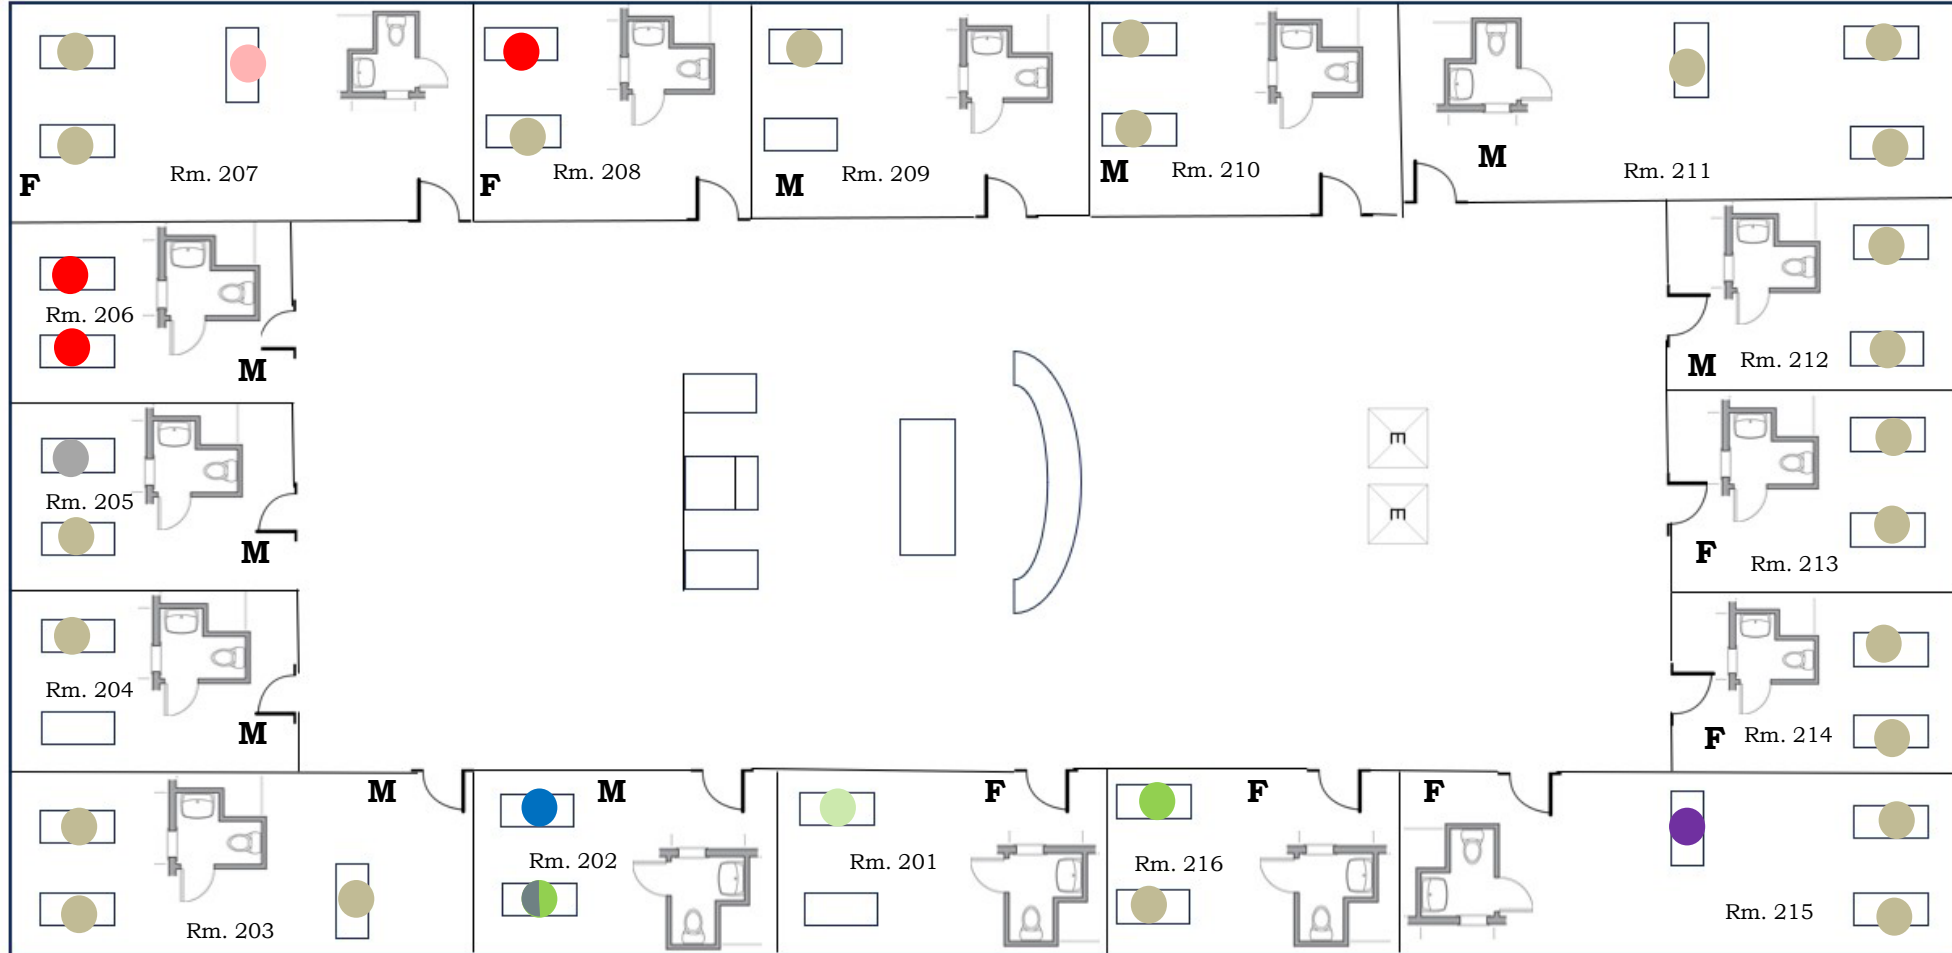 Rm. 207
F
Rm. 208
F
Rm. 209
M
Rm. 210
M
M
Rm. 211
Rm. 206
M
M
Rm. 212
E
Rm. 205
M
E
F
Rm. 213
Rm. 204
M
F
Rm. 214
M
M
F
F
F
Rm. 202
Rm. 201
Rm. 216
Rm. 203
Rm. 215